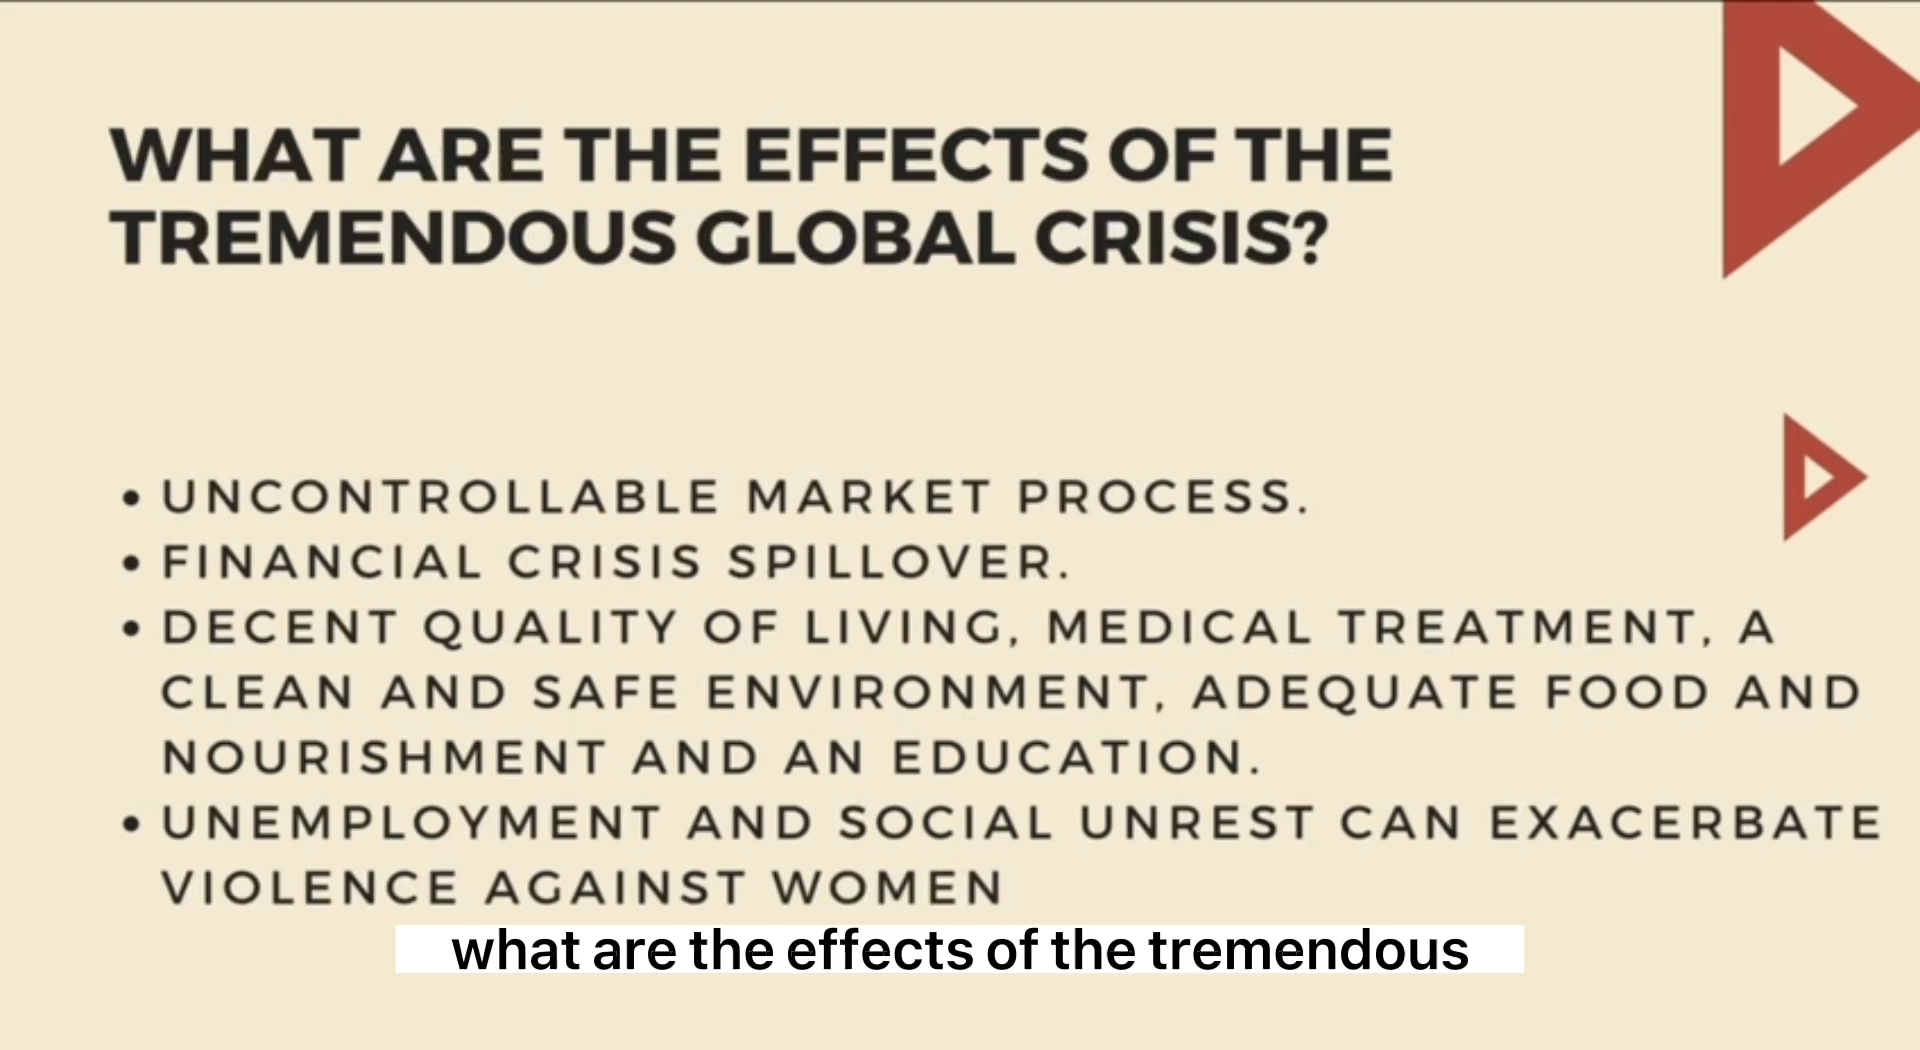 WHAT ARE THE EFFECTS OF THE
TREMENDOUS GLOBAL CRISIS?
• UNCONTROLLABLE MARKET PROCESS.
• FINANCIAL CRISIS SPILLOVER.
• DECENT QUALITY OF LIVING, MEDICAL TREATMENT, A
CLEAN AND SAFE ENVIRONMENT, ADEQUATE FOOD AND
NOURISHMENT AND AN EDUCATION.
• UNEMPLOYMENT AND SOCIAL UNREST CAN EXACERBATE
VIOLENCE AGAINST WOMEN
what are the effects of the tremendous